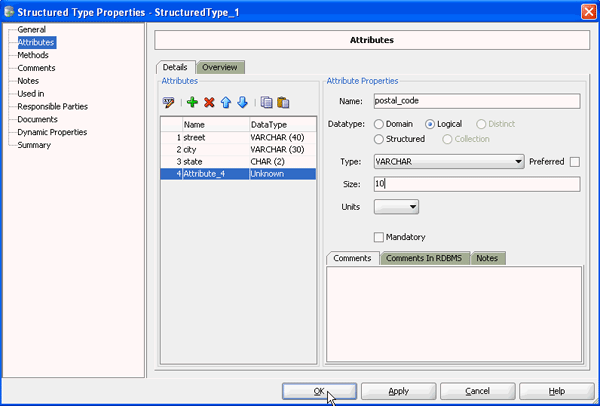 Structured Type Properties - StructuredType_1
General
Attributes
Methods
Comments
Notes
Used in
Responsible Parties
Documents
Dynamic Properties
Summary
Attributes
Details Overview
Attributes
Name DataType
1 street VARCHAR (40)
2 city VARCHAR (30)
3 state CHAR (2)
4 Attribute_4 Unknown
Attribute Properties
Name: postal_code
Datatype: Domain Logical Distinct
Structured Collection
Type: VARCHAR Preferred
Size: 10
Units
Mandatory
Comments Comments In RDBMS Notes
OK Apply Cancel Help